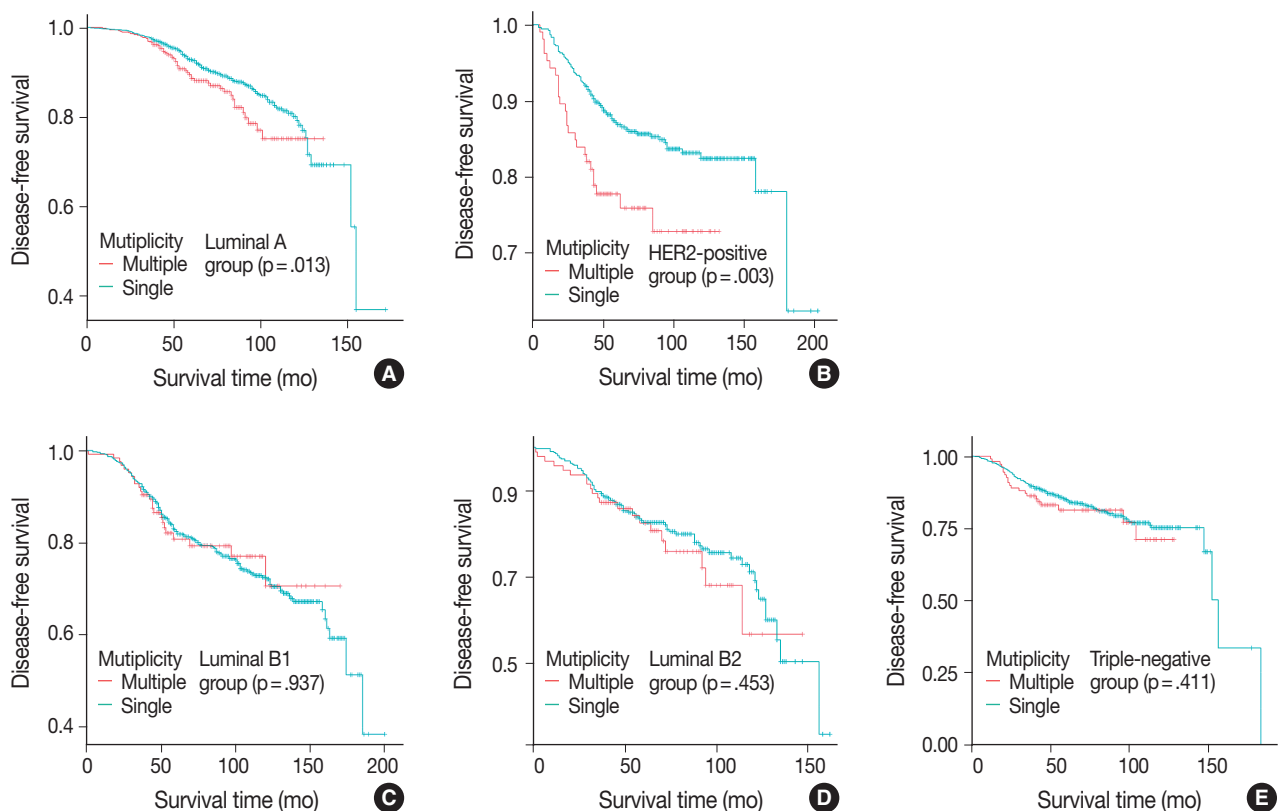 1.0
0.8
0.6
0.4
Disease-free survival
Mutiplicity
Multiple
Single
Luminal A
group (p = .013)
0 50 100 150
Survival time (mo)
A
1.0
0.9
0.8
0.7
Disease-free survival
Mutiplicity
Multiple
Single
HER2-positive
group (p = .003)
0 50 100 150 200
Survival time (mo)
B
1.0
0.8
0.6
0.4
Disease-free survival
Mutiplicity
Multiple
Single
Luminal B1
group (p = .937)
0 50 100 150 200
Survival time (mo)
C
0.9
0.7
0.5
Disease-free survival
Mutiplicity
Multiple
Single
Luminal B2
group (p = .453)
0 50 100 150
Survival time (mo)
D
1.00
0.75
0.50
0.25
0.00
Disease-free survival
Mutiplicity
Multiple
Single
Triple-negative
group (p = .411)
0 50 100 150
Survival time (mo)
E